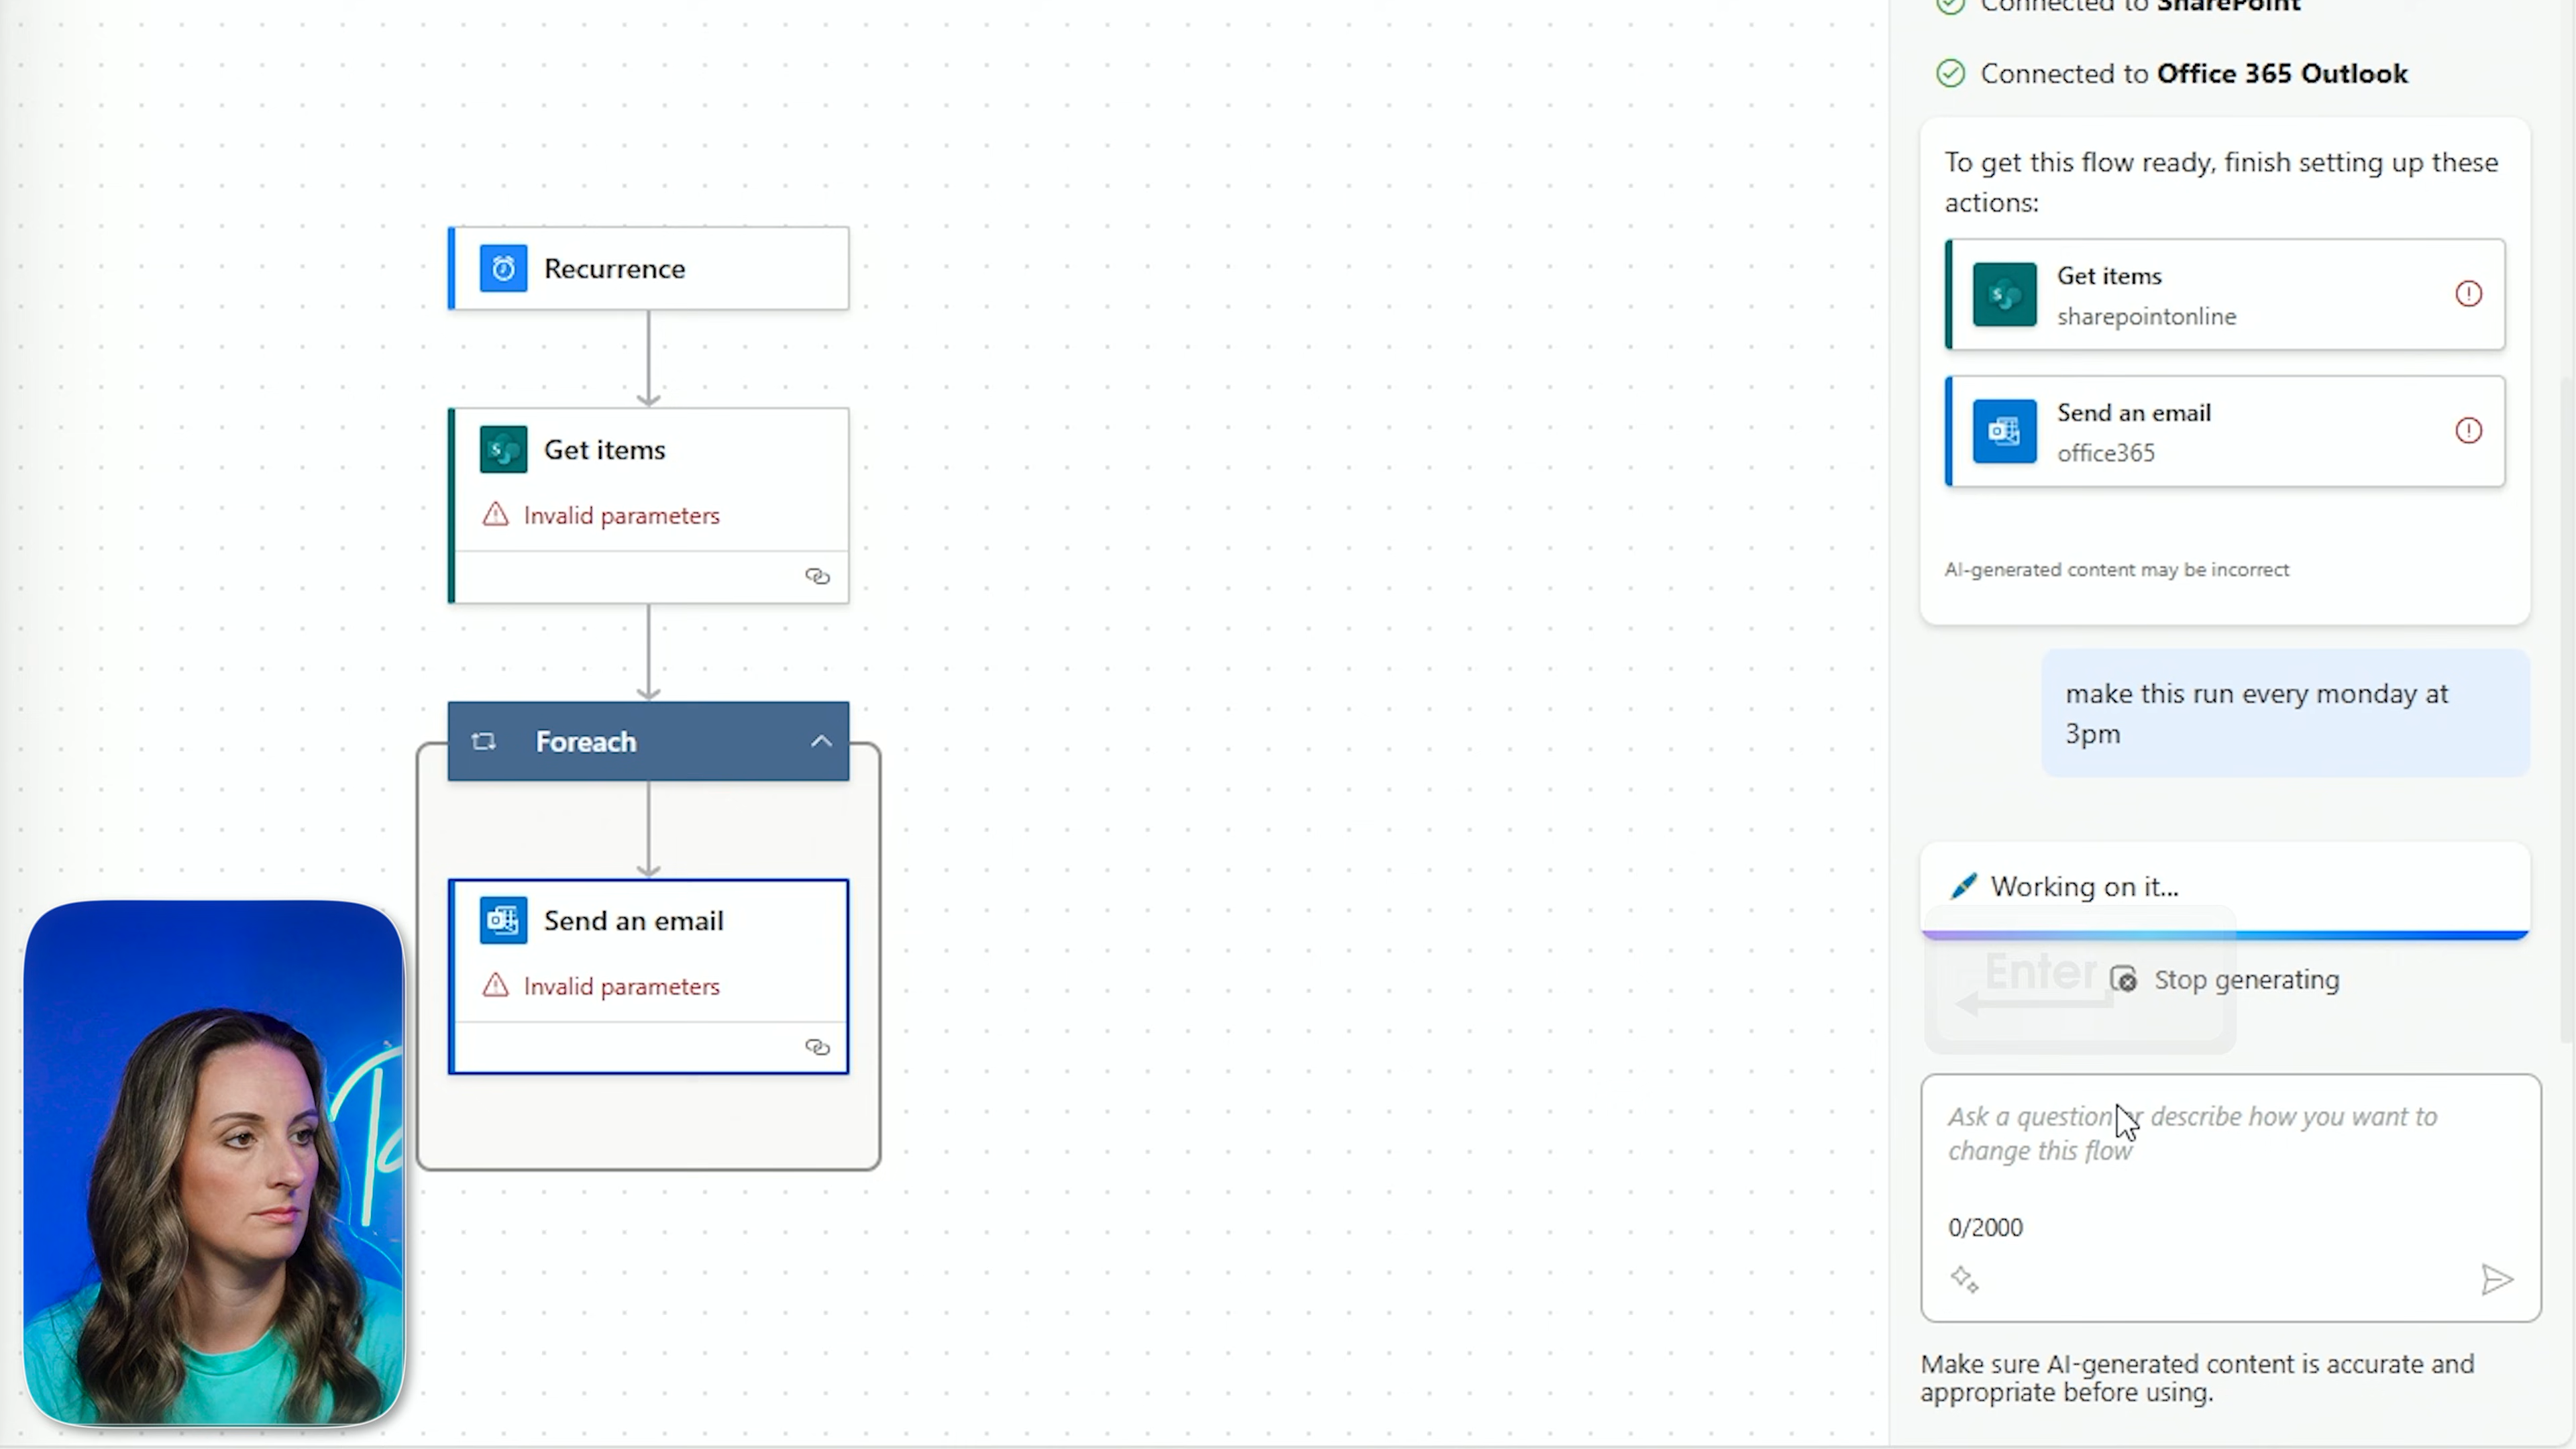 Recurrence
Get items
Invalid parameters
Foreach
Send an email
Invalid parameters
Connected to SharePoint
Connected to Office 365 Outlook
To get this flow ready, finish setting up these
actions:
Get items
sharepointonline
Send an email
office365
AI-generated content may be incorrect
make this run every monday at
3pm
Working on it...
Enter
Stop generating
Ask a question or describe how you want to
change this flow
0/2000
Make sure AI-generated content is accurate and
appropriate before using.